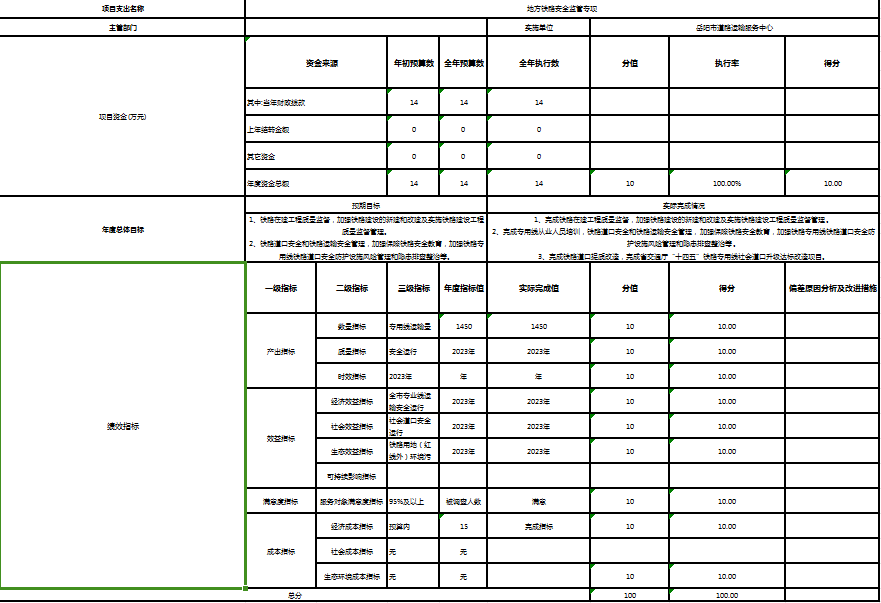 项目支出名称 地方铁路安全监管专项
主管部门 实施单位 岳阳市道路运输服务中心
项目资金(万元) 资金来源 年初预算数 全年预算数 全年执行数 分值 执行率 得分
其中:当年财政拨款 14 14 14
上年结转金额 0 0 0
其它资金 0 0 0
年度资金总额 14 14 14 10 100.00% 10.00
年度总体目标 预期目标 实际完成情况
1、铁路在建工程质量监督，加强铁路建设的新建和改建及实施铁路建设工程
质量监督管理。
2、铁路道口安全和铁路运输安全管理，加强保障铁路安全教育，加强铁路专
用线铁路道口安全防护设施风险管理和隐患排查整治等。
1、完成铁路在建工程质量监督，加强铁路建设的新建和改建及实施铁路建设工程质量监督管理。
2、完成专用线从业人员培训，铁路道口安全和铁路运输安全管理，加强保障铁路安全教育，加强铁路专用线铁路道口安全防
护设施风险管理和隐患排查整治等。
3、完成铁路道口提质改造，完成省交通厅“十四五”铁路专用线社会道口升级达标改造项目。
绩效指标 一级指标 二级指标 三级指标 年度指标值 实际完成值 分值 得分 偏差原因分析及改进措施
产出指标 数量指标 专用线运输量 1450 1450 10 10.00
质量指标 安全运行 2023年 2023年 10 10.00
时效指标 2023年 年 年 10 10.00
效益指标 经济效益指标 全市专业线运
输安全运行 2023年 2023年 10 10.00
社会效益指标 社会道口安全
运行 2023年 2023年 10 10.00
生态效益指标 铁路用地（红
线外）环境污 2023年 2023年 10 10.00
可持续影响指标
满意度指标 服务对象满意度指标 95%及以上 被调查人数 满意 10 10.00
成本指标 经济成本指标 预算内 15 完成指标 10 10.00
社会成本指标 无 无
生态环境成本指标 无 无 10 10.00
总分 100 100.00